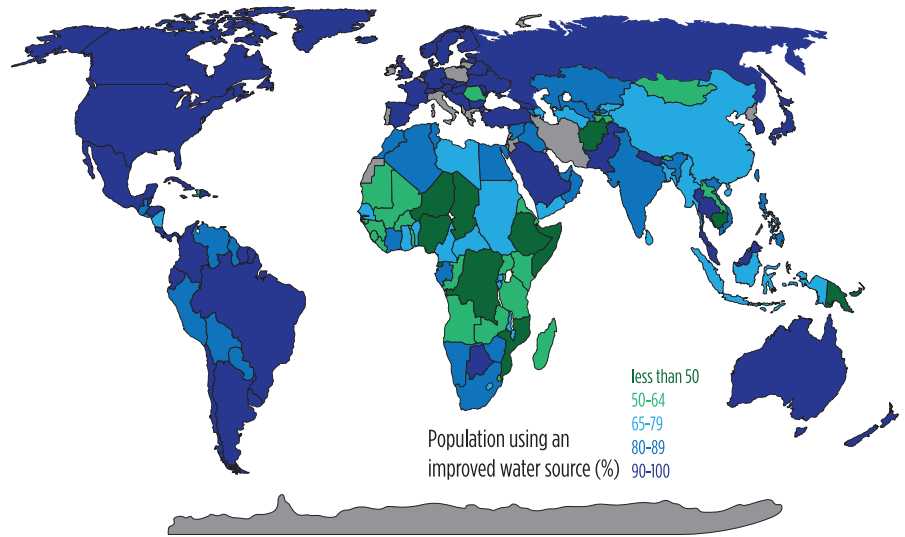 Population using an
improved water source (%)
less than 50
50–64
65–79
80–89
90–100